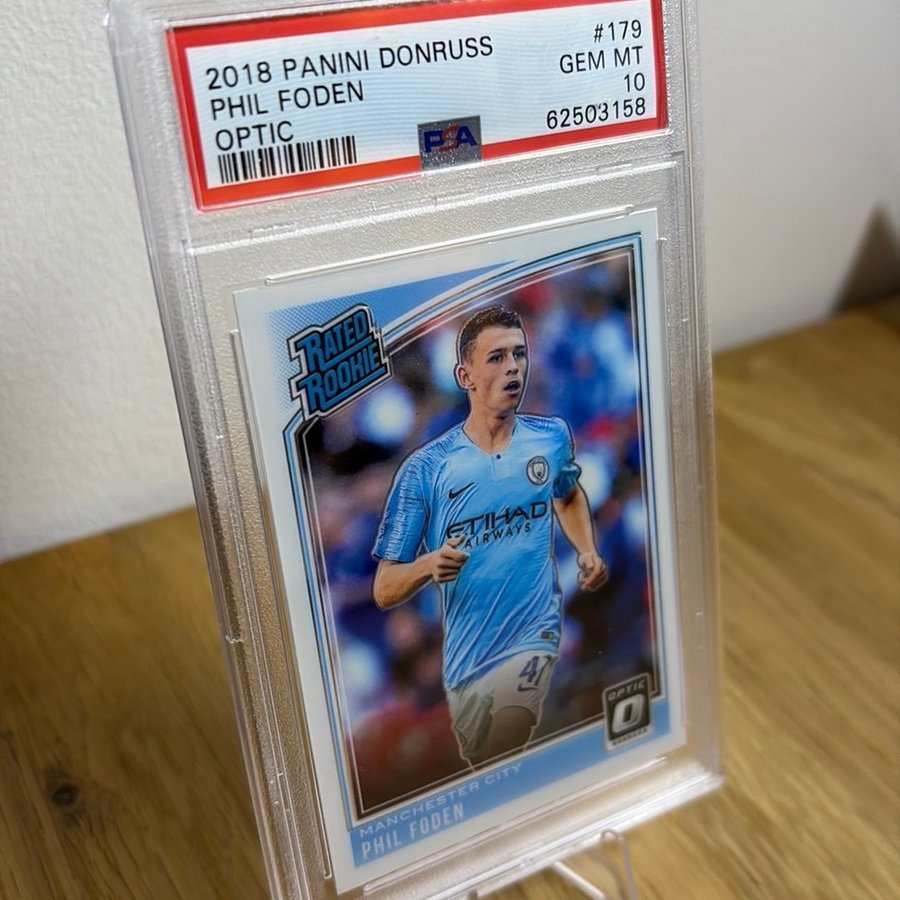 2018 PANINI DONRUSS #179
PHIL FODEN GEM MT
OPTIC 10
62503158
PSA
RATED
ROOKIE
ETIHAD
AIRWAYS
47
OPTIC
MANCHESTER CITY
PHIL FODEN